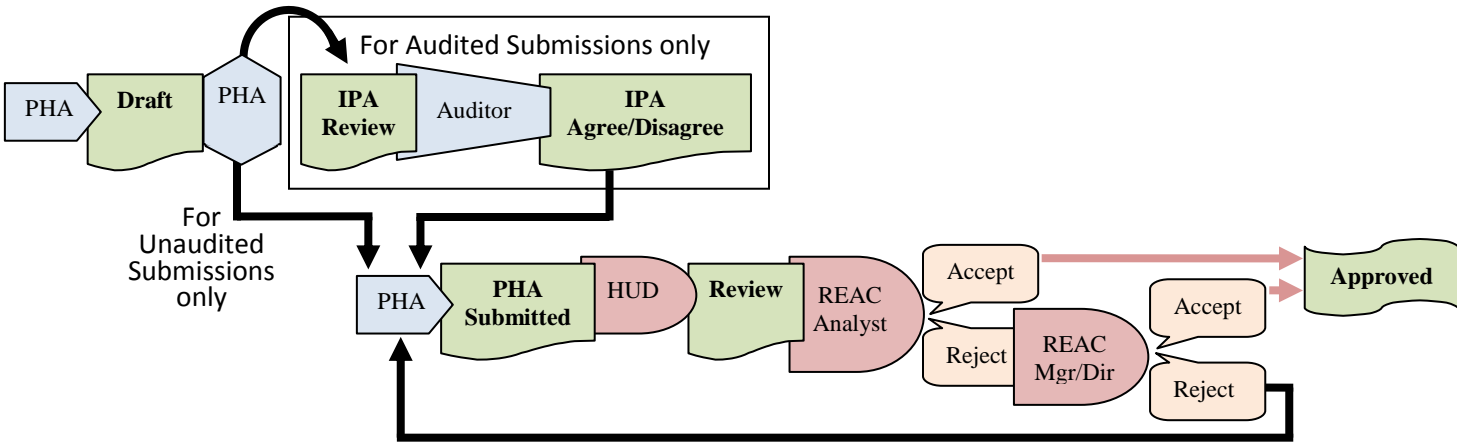 For Audited Submissions only
PHA
Draft
PHA
IPA
Review
Auditor
IPA
Agree/Disagree
For
Unaudited
Submissions
only
PHA
PHA
Submitted
HUD
Review
REAC
Analyst
Accept
Reject
REAC
Mgr/Dir
Accept
Reject
Approved